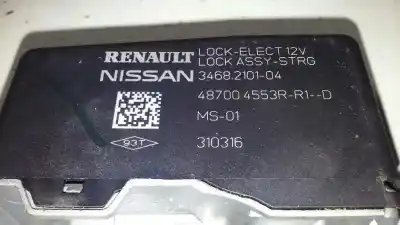 RENAULT LOCK-ELECT 12V
LOCK ASSY-STRG
NISSAN 3468.2101-04
48700 4553R-R1--D
MS-01
93T 310316